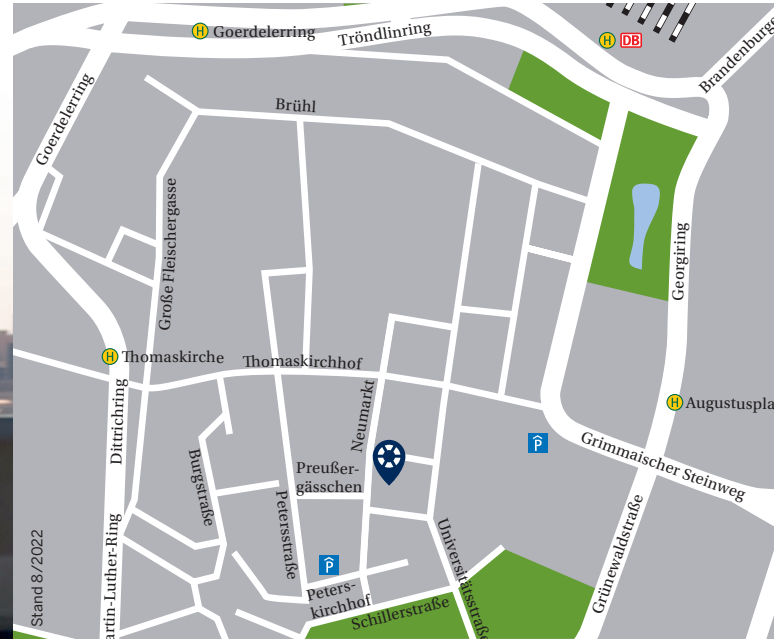 H Goerdelerring
Tröndlinring
H DB
Brandenburge
Goerdelerring
Brühl
Große Fleischergasse
Georgiring
H Thomaskirche
Thomaskirchhof
Dittrichring
Neumarkt
H Augustuspla
P
Grimmaischer Steinweg
Burgstraße
Preußer-
gässchen
Petersstraße
Universitätsstraße
Grünewaldstraße
P
Peters-
kirchhof
Schillerstraße
artin-Luther-Ring
Stand 8/2022